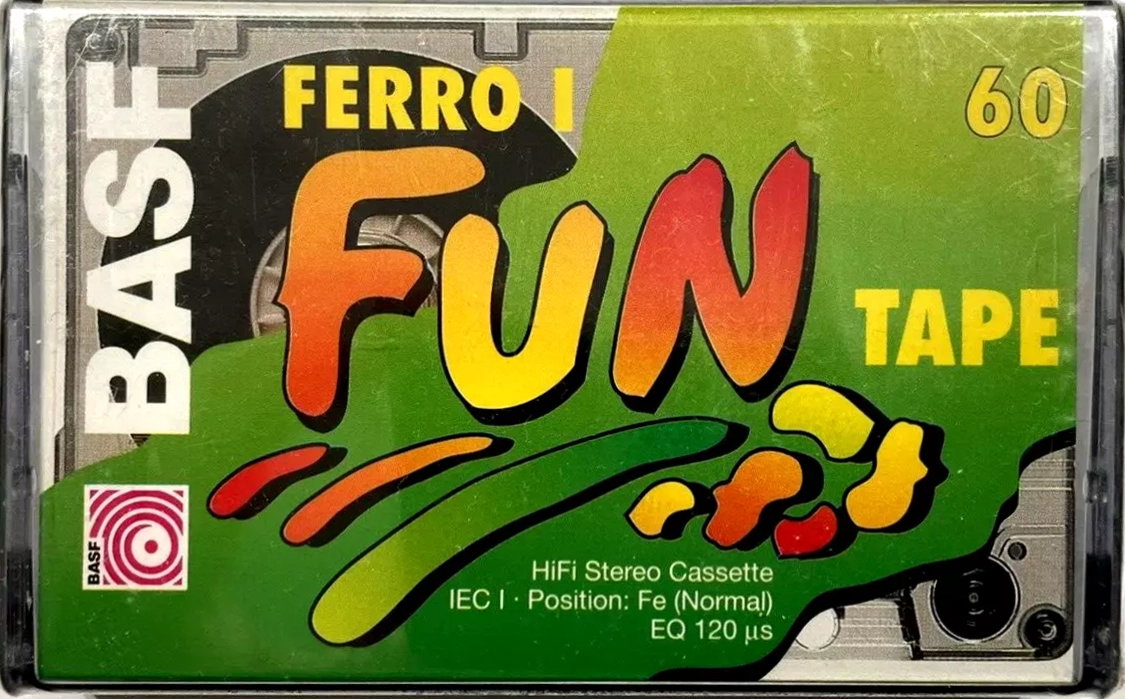 BASF
FERRO I
60
FUN
TAPE
BASF
HiFi Stereo Cassette
IEC I · Position: Fe (Normal)
EQ 120 µs